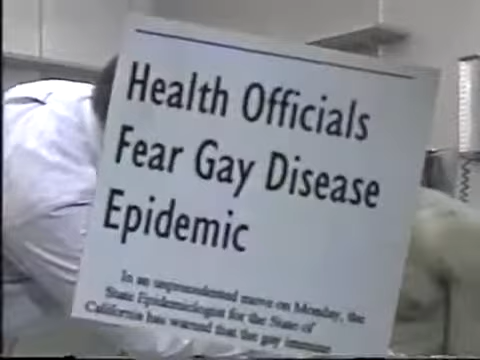 Health Officials
Fear Gay Disease
Epidemic
In an unprecedented move on Monday, the
State Epidemiologist for the State of
California has warned that the gay immune